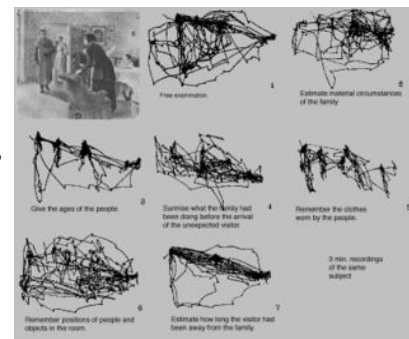 Free examination.
1
Estimate material circumstances
of the family
2
Give the ages of the people.
3
Surmise what the family had
been doing before the arrival
of the unexpected visitor.
4
Remember the clothes
worn by the people.
5
Remember positions of people and
objects in the room.
6
Estimate how long the visitor had
been away from the family.
7
3 min. recordings
of the same
subject